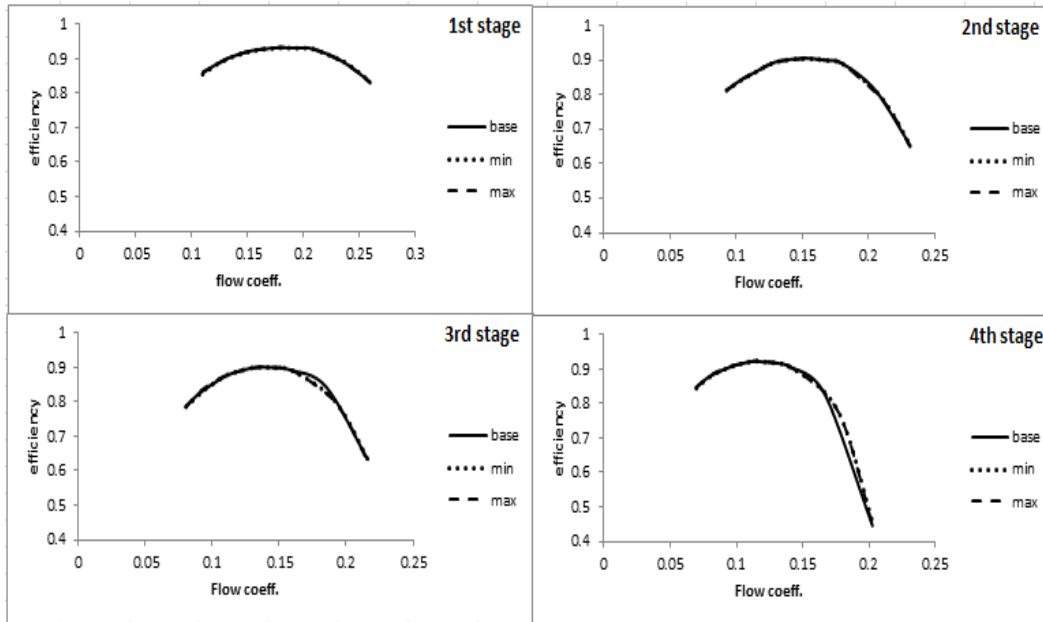 1st stage
1
0.9
0.8
0.7
0.6
0.5
0.4
efficiency
0 0.05 0.1 0.15 0.2 0.25 0.3
flow coeff.
base
min
max
2nd stage
1
0.9
0.8
0.7
0.6
0.5
0.4
efficiency
0 0.05 0.1 0.15 0.2 0.25
Flow coeff.
base
min
max
3rd stage
1
0.9
0.8
0.7
0.6
0.5
0.4
efficiency
0 0.05 0.1 0.15 0.2 0.25
Flow coeff.
base
min
max
4th stage
1
0.9
0.8
0.7
0.6
0.5
0.4
efficiency
0 0.05 0.1 0.15 0.2 0.25
Flow coeff.
base
min
max